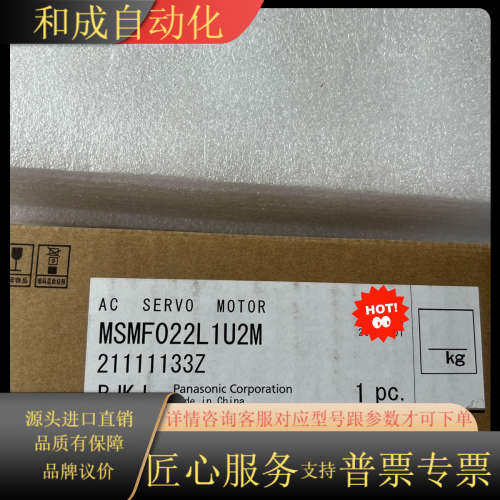 和成自动化
AC SERVO MOTOR
MSMF022L1U2M
21111133Z
Panasonic Corporation
Made in China
1 pc.
HOT!
kg
源头进口直销
品质有保障
品牌议价
详情咨询客服对应型号跟参数才可下单
匠心服务 支持 普票专票